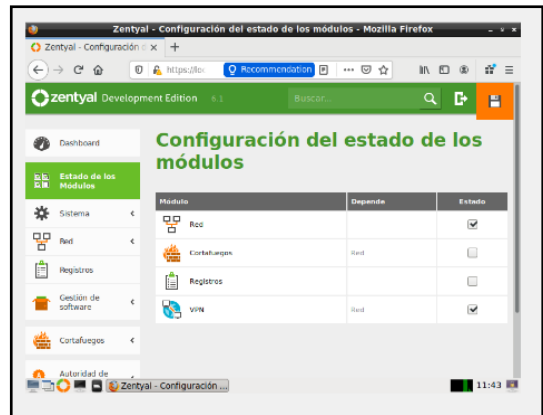 Zentyal - Configuración del estado de los módulos - Mozilla Firefox
Zentyal - Configuración d
https://loc
Recommendation
zentyal Development Edition 6.1
Buscar...
Dashboard
Estado de los
Módulos
Sistema
Red
Registros
Gestión de
software
Cortafuegos
Autoridad de
Configuración del estado de los
módulos
Módulo Depende Estado
Red
Cortafuegos Red
Registros
VPN Red
Zentyal - Configuración ...
11:43